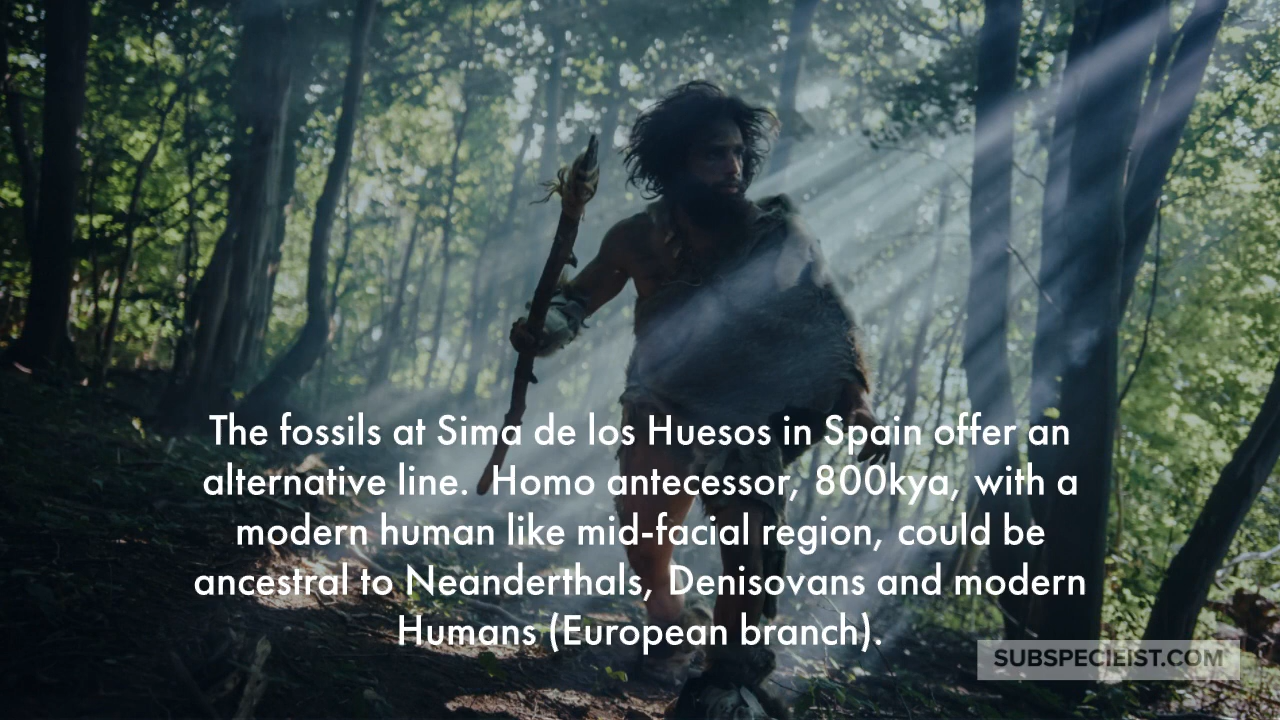 The fossils at Sima de los Huesos in Spain offer an
alternative line.  Homo antecessor, 800kya, with a
modern human like mid-facial region, could be
ancestral to Neanderthals, Denisovans and modern
Humans (European branch).
SUBSPECIEIST.COM